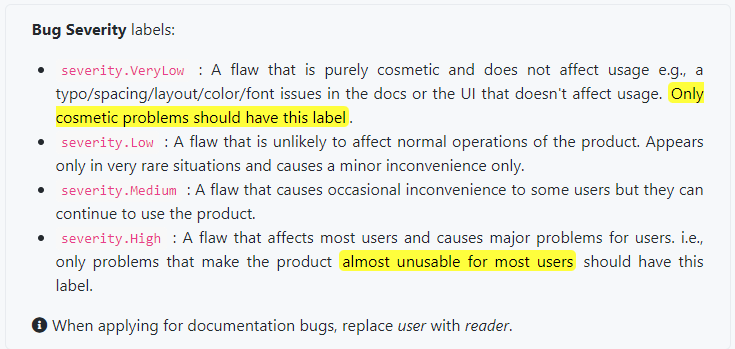 Bug Severity labels:
• severity.VeryLow : A flaw that is purely cosmetic and does not affect usage e.g., a
typo/spacing/layout/color/font issues in the docs or the UI that doesn't affect usage. Only
cosmetic problems should have this label.
• severity.Low : A flaw that is unlikely to affect normal operations of the product. Appears
only in very rare situations and causes a minor inconvenience only.
• severity.Medium : A flaw that causes occasional inconvenience to some users but they can
continue to use the product.
• severity.High : A flaw that affects most users and causes major problems for users. i.e.,
only problems that make the product almost unusable for most users should have this
label.
When applying for documentation bugs, replace user with reader.